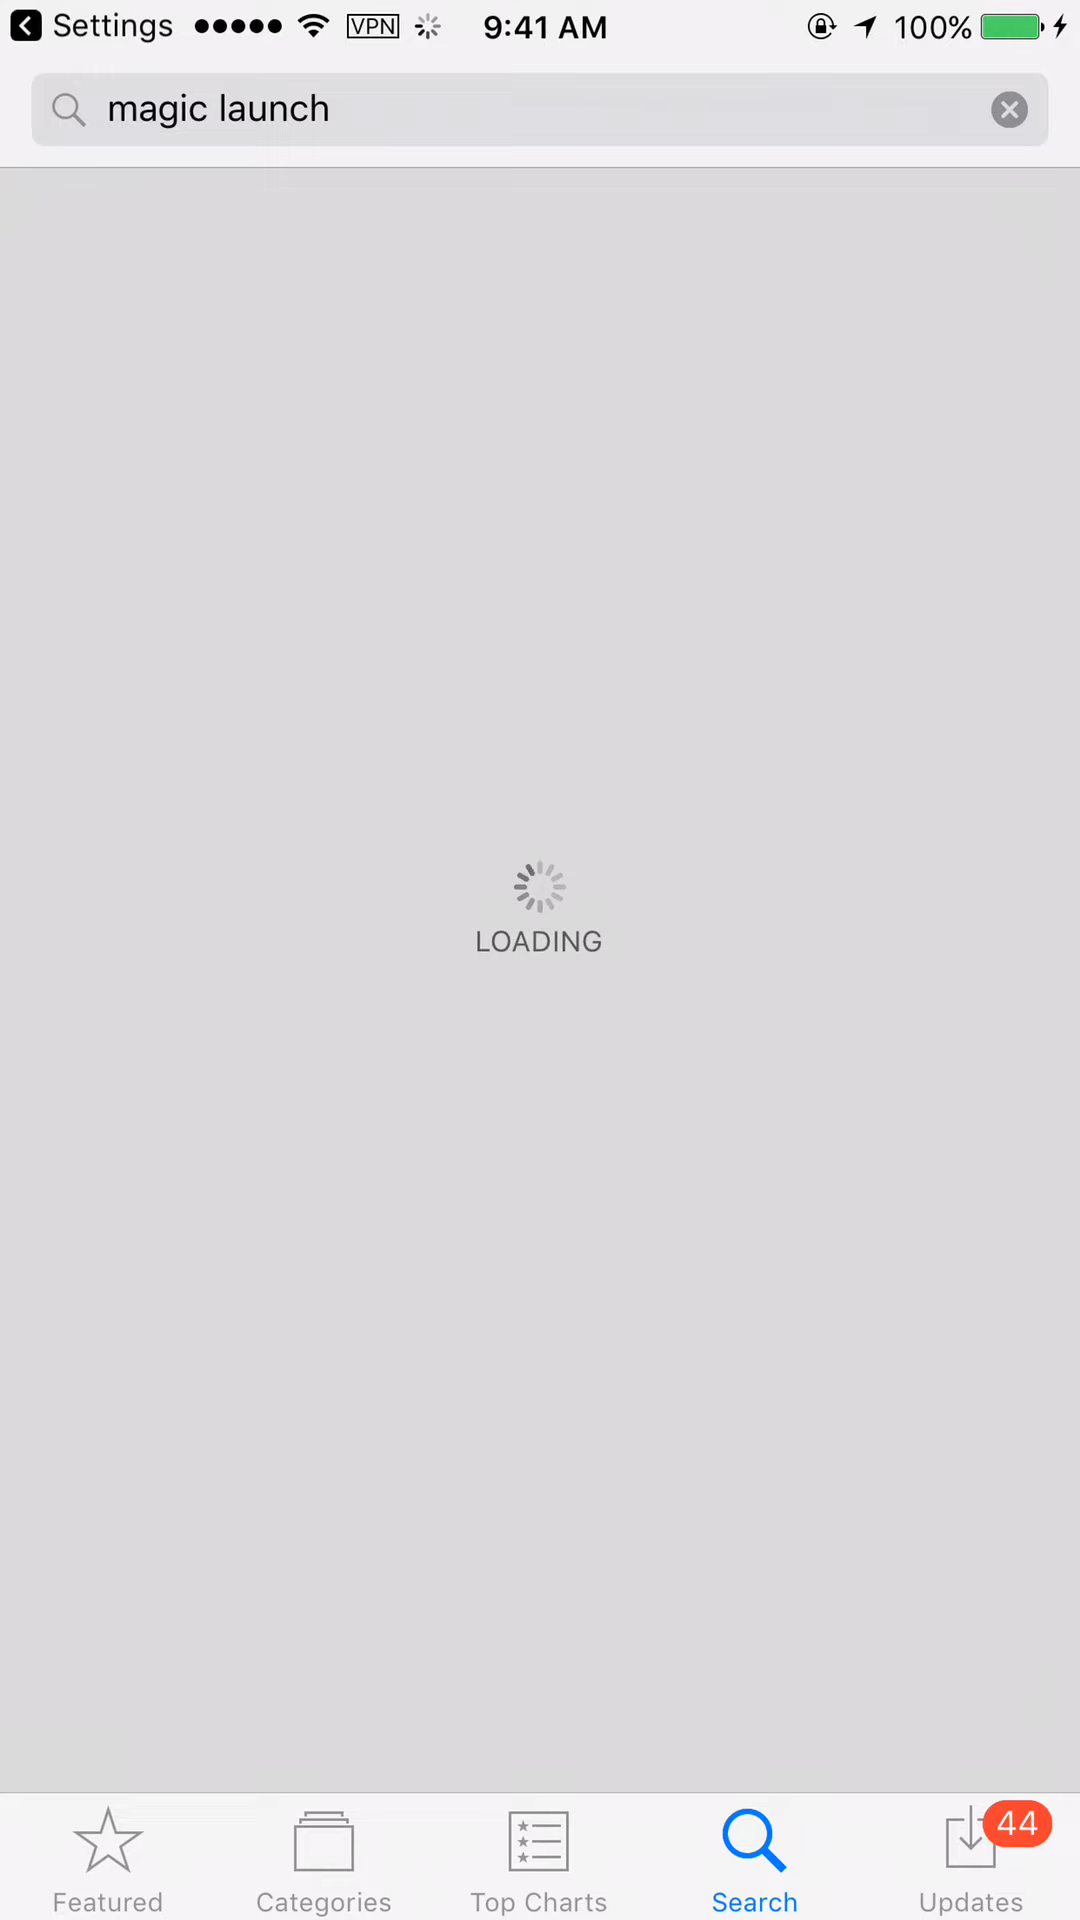 Settings VPN 9:41 AM 100%
magic launch
LOADING
44
Featured Categories Top Charts Search Updates